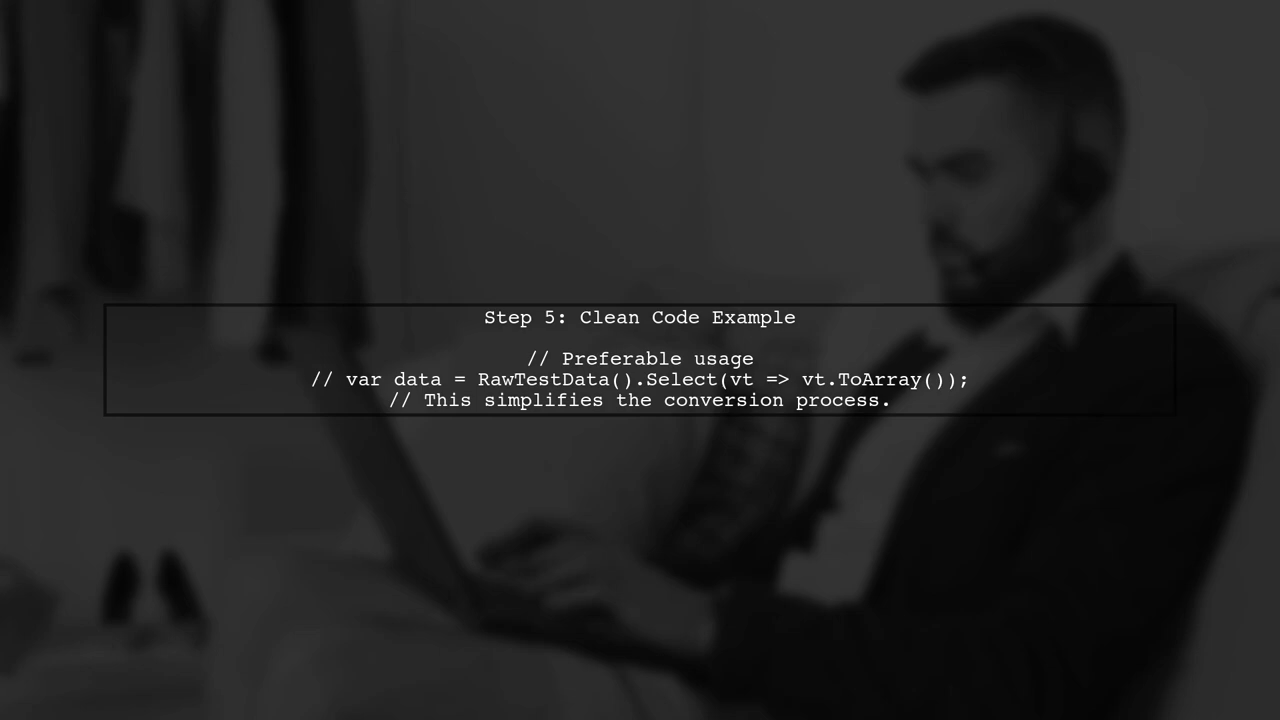 Step 5: Clean Code Example
// Preferable usage
// var data = RawTestData().Select(vt => vt.ToArray());
// This simplifies the conversion process.